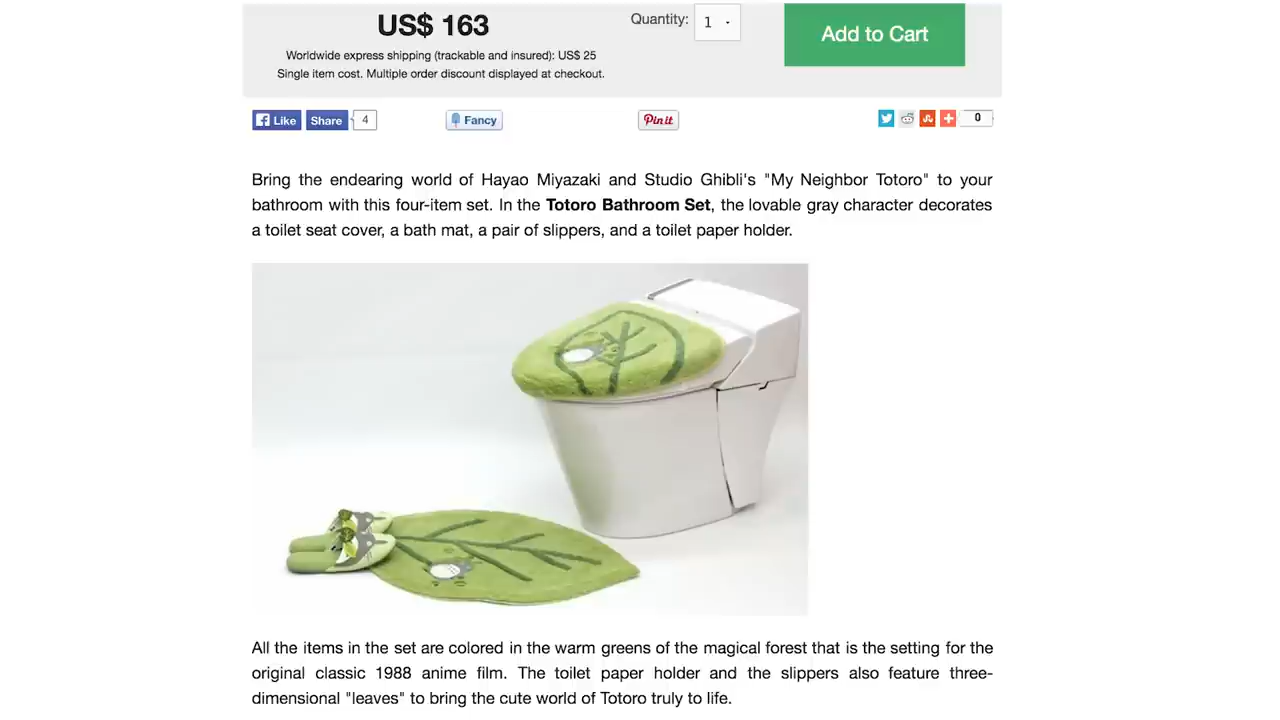 US$ 163
Quantity: 1
Add to Cart
Worldwide express shipping (trackable and insured): US$ 25
Single item cost. Multiple order discount displayed at checkout.
Like Share 4 Fancy Pin it 0
Bring the endearing world of Hayao Miyazaki and Studio Ghibli's "My Neighbor Totoro" to your
bathroom with this four-item set. In the Totoro Bathroom Set, the lovable gray character decorates
a toilet seat cover, a bath mat, a pair of slippers, and a toilet paper holder.
All the items in the set are colored in the warm greens of the magical forest that is the setting for the
original classic 1988 anime film. The toilet paper holder and the slippers also feature three-
dimensional "leaves" to bring the cute world of Totoro truly to life.